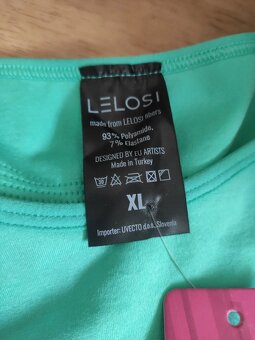 LELOSI
made from LELOSI fibers
93% Polyamide,
7% Elastane
DESIGNED BY EU ARTISTS
Made in Turkey
XL
Importer: UVECTO d.o.o. Slovenia